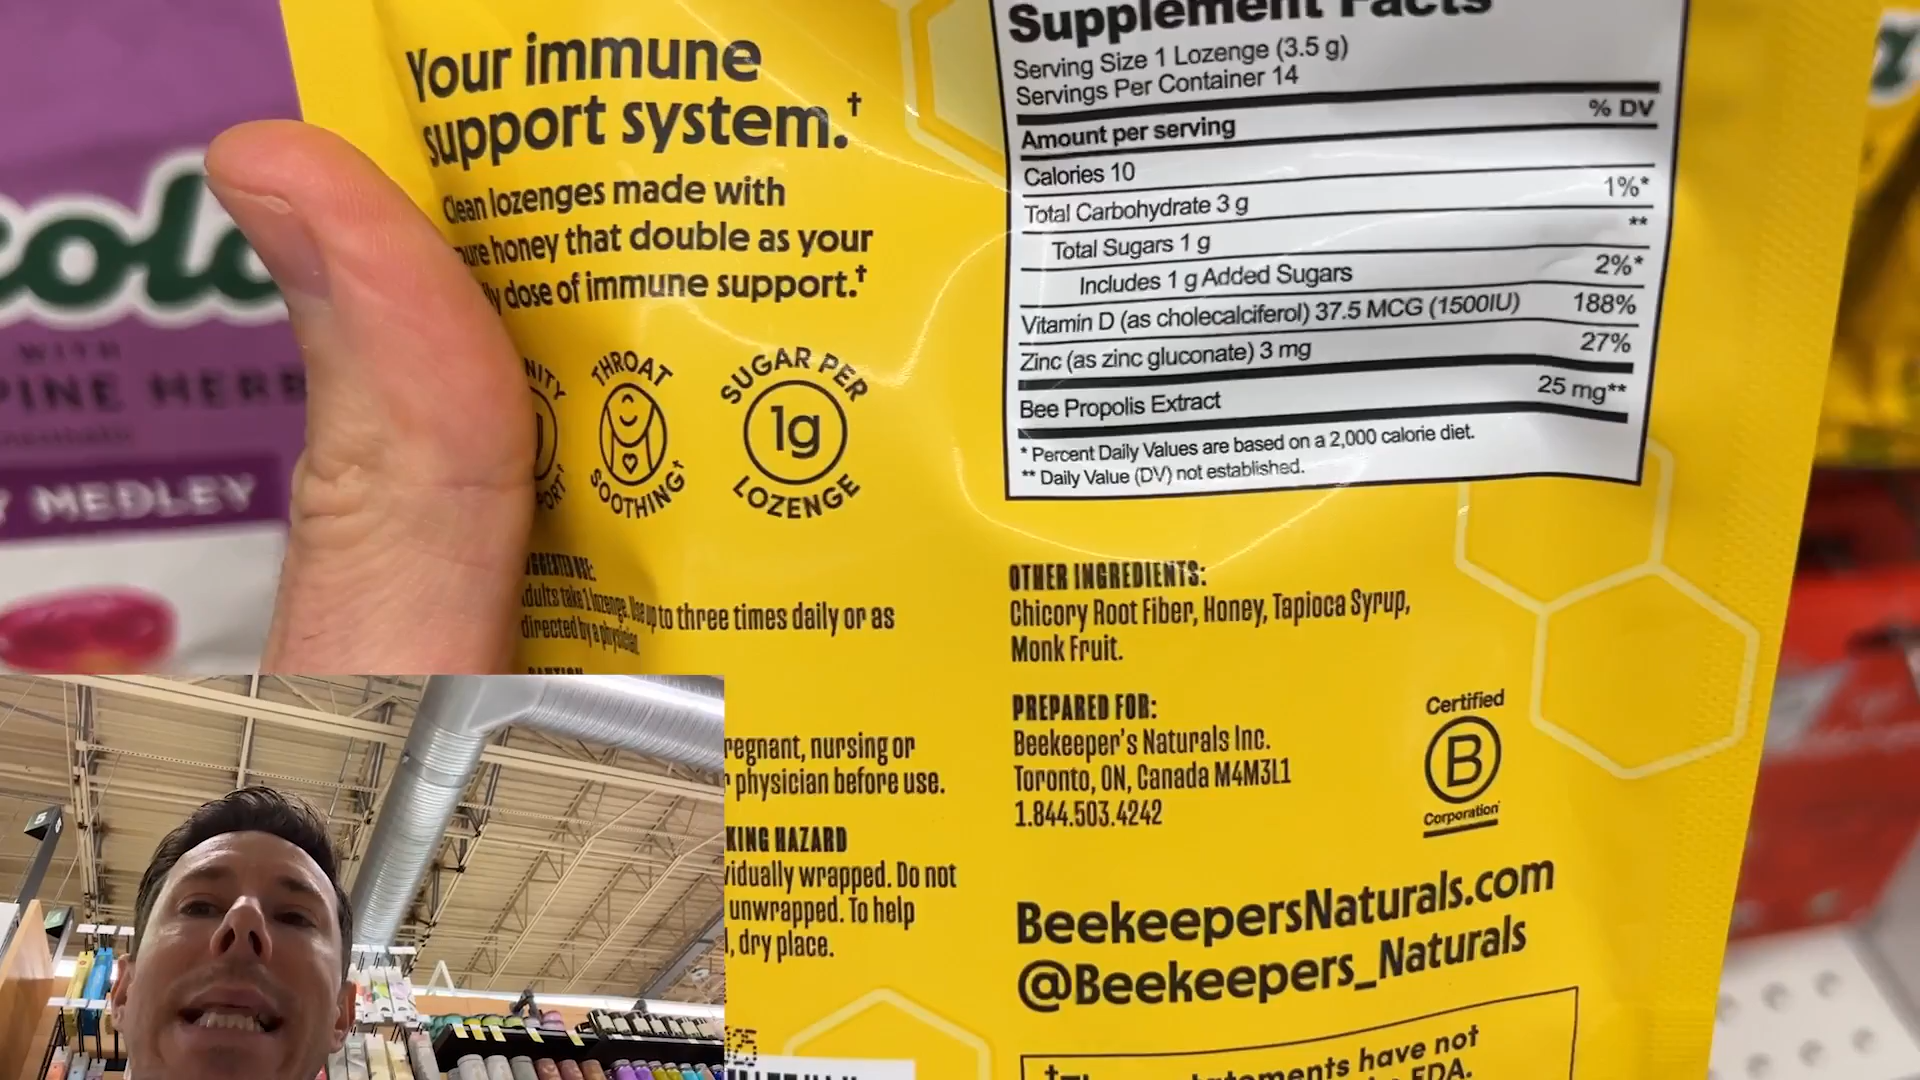 Your immune
support system.†
Clean lozenges made with
honey that double as your
dose of immune support.†
THROAT
SOOTHING†
SUGAR PER
1g
LOZENGE
Supplement Facts
Serving Size 1 Lozenge (3.5 g)
Servings Per Container 14
% DV
Amount per serving
Calories 10
Total Carbohydrate 3 g 1%*
Total Sugars 1 g **
Includes 1 g Added Sugars 2%*
Vitamin D (as cholecalciferol) 37.5 MCG (1500IU) 188%
Zinc (as zinc gluconate) 3 mg 27%
Bee Propolis Extract 25 mg**
* Percent Daily Values are based on a 2,000 calorie diet.
** Daily Value (DV) not established.
take 1 lozenge. Use up to three times daily or as
directed by a physician.
nursing or
physician before use.
HAZARD
wrapped. Do not
unwrapped. To help
dry place.
OTHER INGREDIENTS:
Chicory Root Fiber, Honey, Tapioca Syrup,
Monk Fruit.
PREPARED FOR:
Beekeeper's Naturals Inc.
Toronto, ON, Canada M4M3L1
1.844.503.4242
Certified
B
Corporation
BeekeepersNaturals.com
@Beekeepers_Naturals
have not
FDA.
WITH
MEDLEY